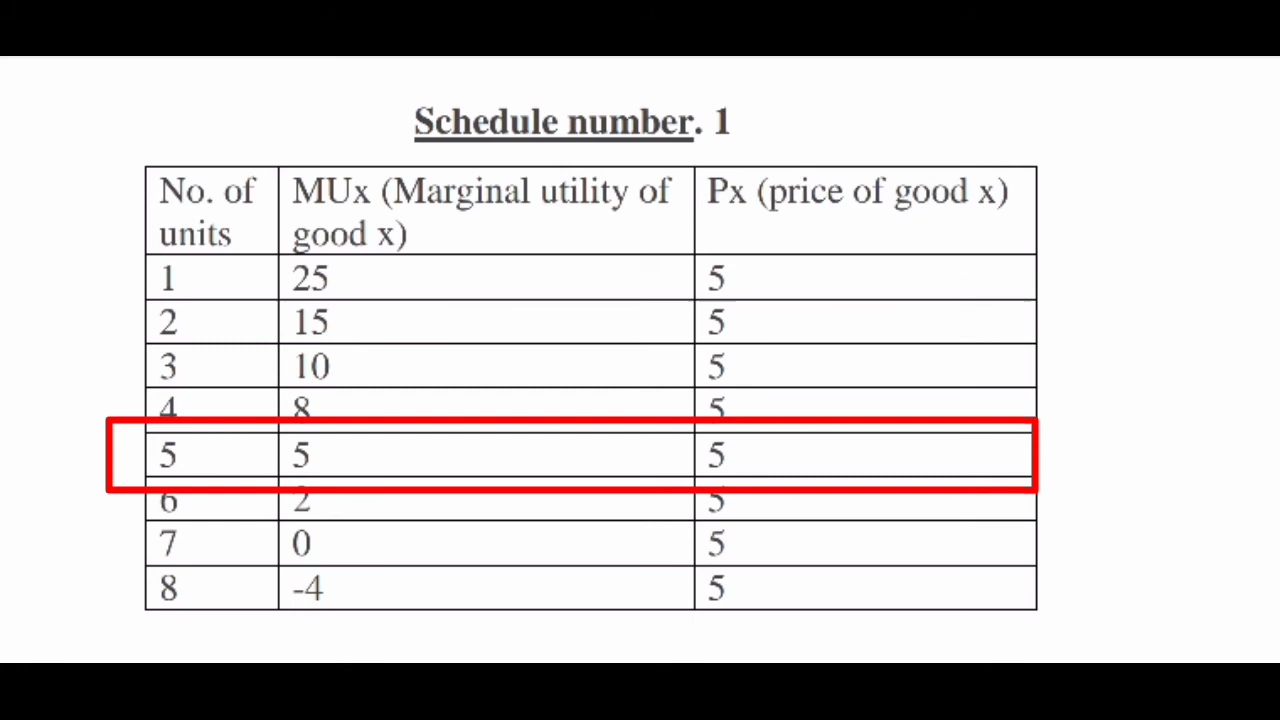 Schedule number. 1
No. of units MUx (Marginal utility of good x) Px (price of good x)
1 25 5
2 15 5
3 10 5
4 8 5
5 5 5
6 2 5
7 0 5
8 -4 5